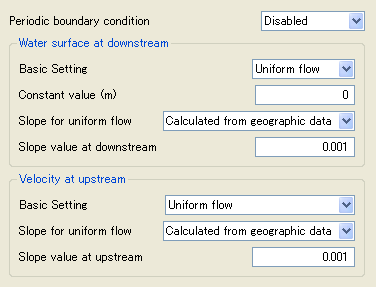 Periodic boundary condition Disabled
Water surface at downstream
Basic Setting Uniform flow
Constant value (m) 0
Slope for uniform flow Calculated from geographic data
Slope value at downstream 0.001
Velocity at upstream
Basic Setting Uniform flow
Slope for uniform flow Calculated from geographic data
Slope value at upstream 0.001